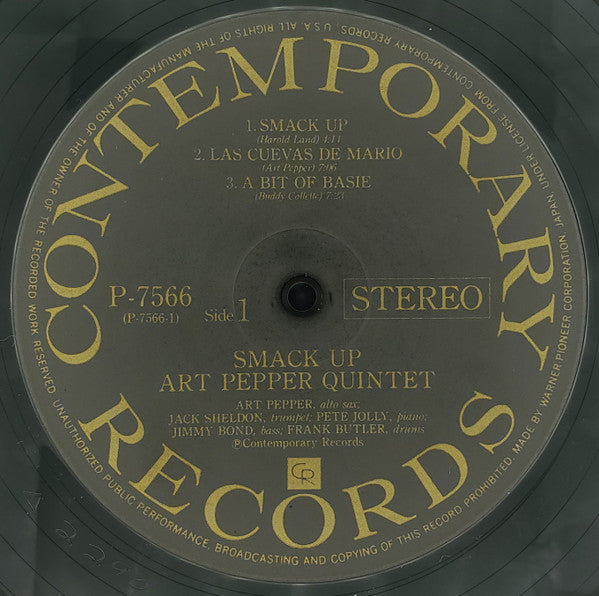 CONTEMPORARY
1. SMACK UP
(Harold Land) 4:11
2. LAS CUEVAS DE MARIO
(Art Pepper) 7:06
3. A BIT OF BASIE
(Buddy Collette) 7:23
P-7566
(P-7566-1)
Side 1
STEREO
SMACK UP
ART PEPPER QUINTET
ART PEPPER, alto sax;
JACK SHELDON, trumpet; PETE JOLLY, piano;
JIMMY BOND, bass; FRANK BUTLER, drums
℗Contemporary Records
CR
RECORDS
MADE BY WARNER-PIONEER CORPORATION JAPAN UNDER LICENSE FROM CONTEMPORARY RECORDS, U.S.A. ALL RIGHTS OF THE MANUFACTURER AND OF THE OWNER OF THE RECORDED WORK RESERVED. UNAUTHORIZED PUBLIC PERFORMANCE, BROADCASTING AND COPYING OF THIS RECORD PROHIBITED.